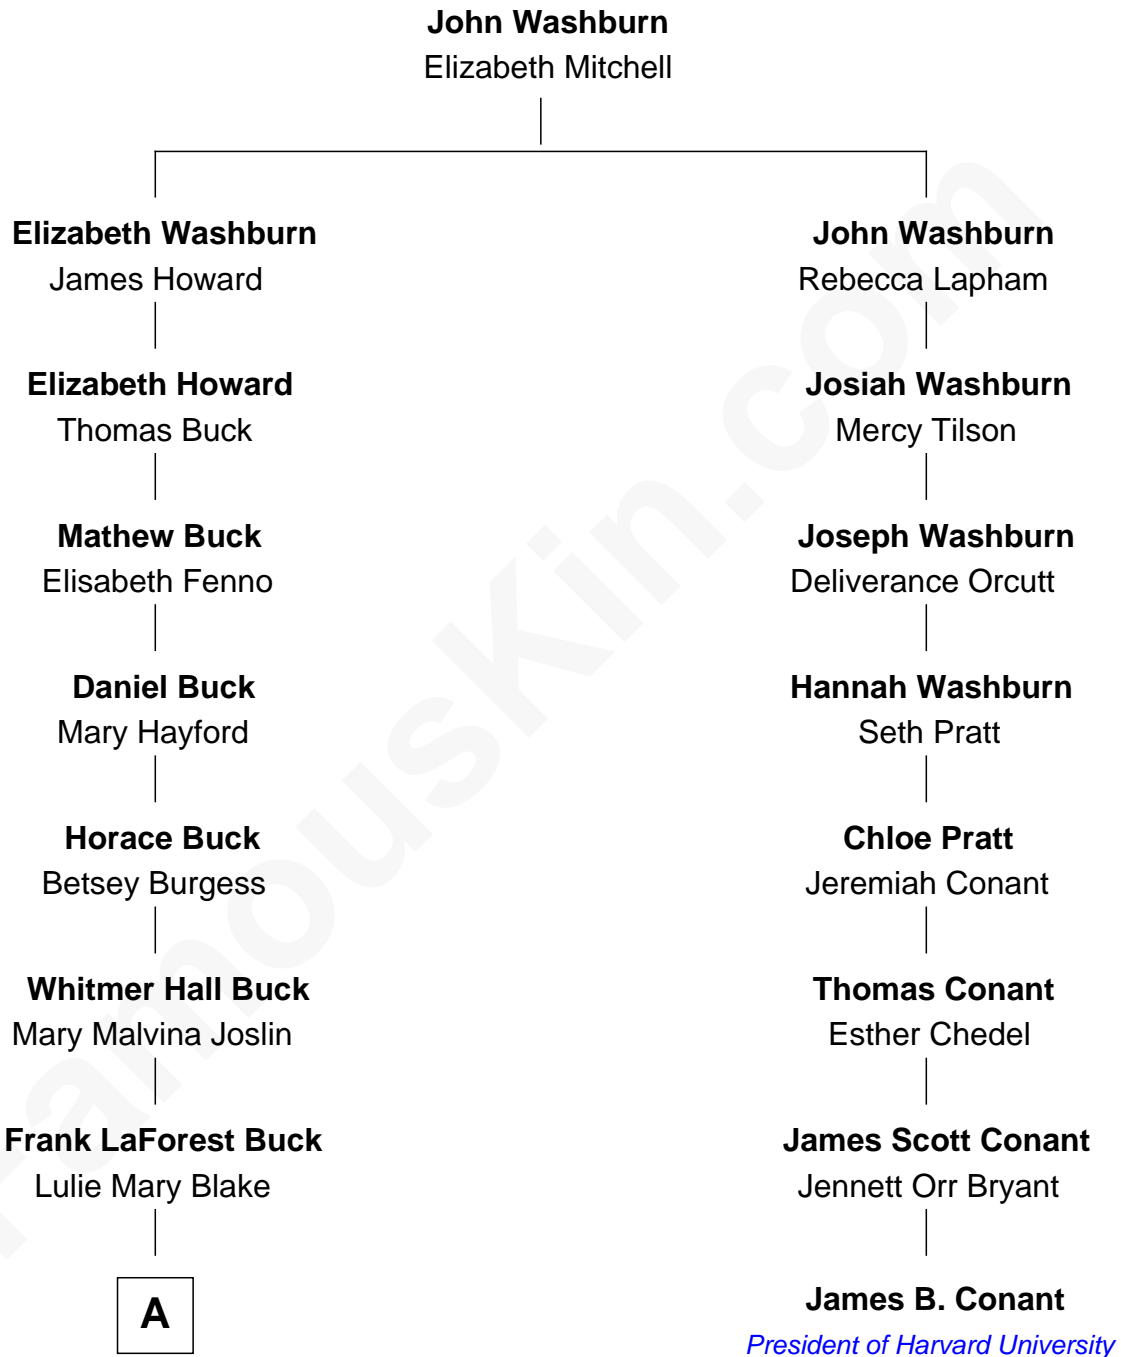 John Washburn
Elizabeth Mitchell
Elizabeth Washburn
James Howard
John Washburn
Rebecca Lapham
Elizabeth Howard
Thomas Buck
Josiah Washburn
Mercy Tilson
Mathew Buck
Elisabeth Fenno
Joseph Washburn
Deliverance Orcutt
Daniel Buck
Mary Hayford
Hannah Washburn
Seth Pratt
Horace Buck
Betsey Burgess
Chloe Pratt
Jeremiah Conant
Whitmer Hall Buck
Mary Malvina Joslin
Thomas Conant
Esther Chedel
Frank LaForest Buck
Lulie Mary Blake
James Scott Conant
Jennett Orr Bryant
A
James B. Conant
President of Harvard University
FamousKin.com